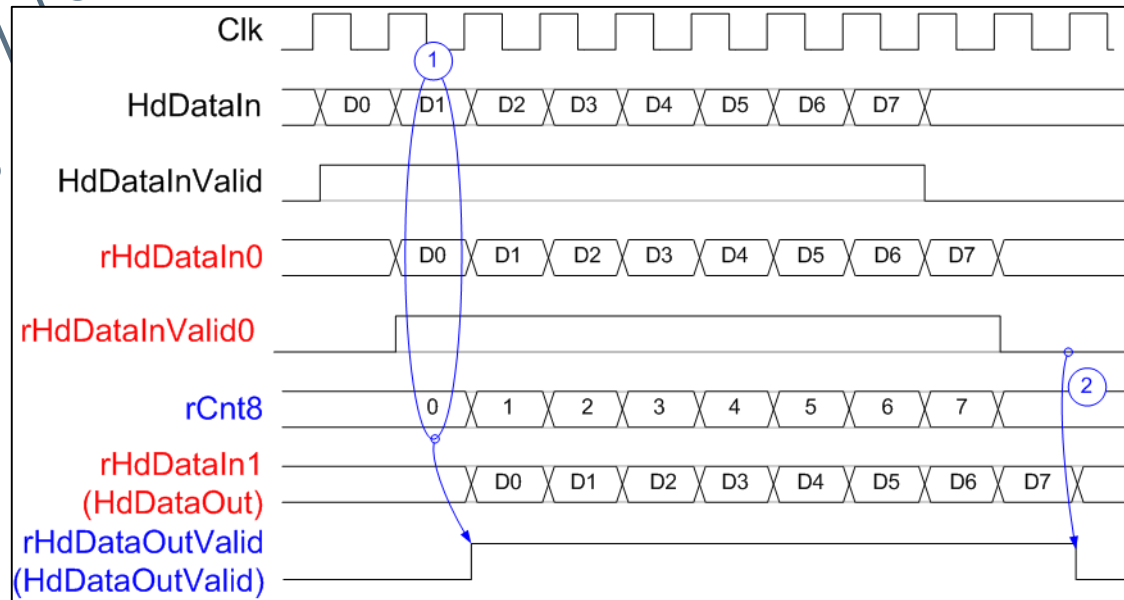 Clk
1
HdDataIn D0 D1 D2 D3 D4 D5 D6 D7
HdDataInValid
rHdDataIn0 D0 D1 D2 D3 D4 D5 D6 D7
rHdDataInValid0
2
rCnt8 0 1 2 3 4 5 6 7
rHdDataIn1
(HdDataOut) D0 D1 D2 D3 D4 D5 D6 D7
rHdDataOutValid
(HdDataOutValid)